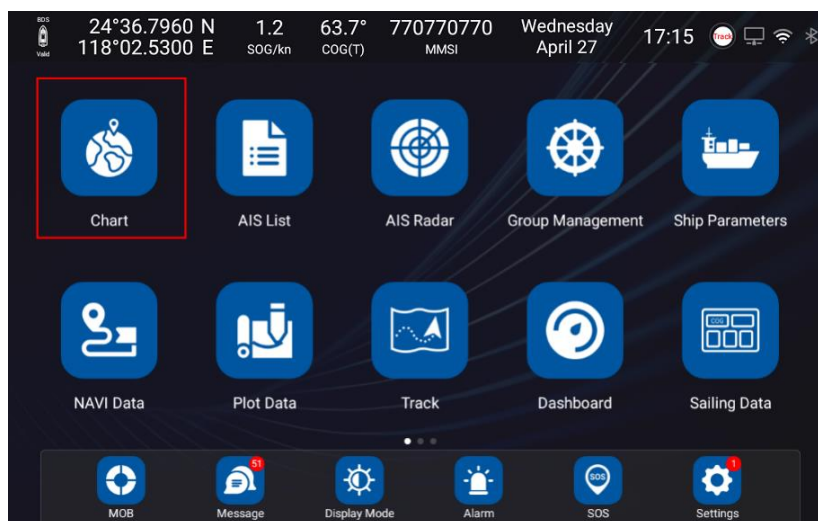 BDS
Valid
24°36.7960 N
118°02.5300 E
1.2
SOG/kn
63.7°
COG(T)
770770770
MMSI
Wednesday
April 27
17:15
Track
Chart
AIS List
AIS Radar
Group Management
Ship Parameters
COG
NAVI Data
Plot Data
Track
Dashboard
Sailing Data
51
SOS
1
MOB
Message
Display Mode
Alarm
SOS
Settings